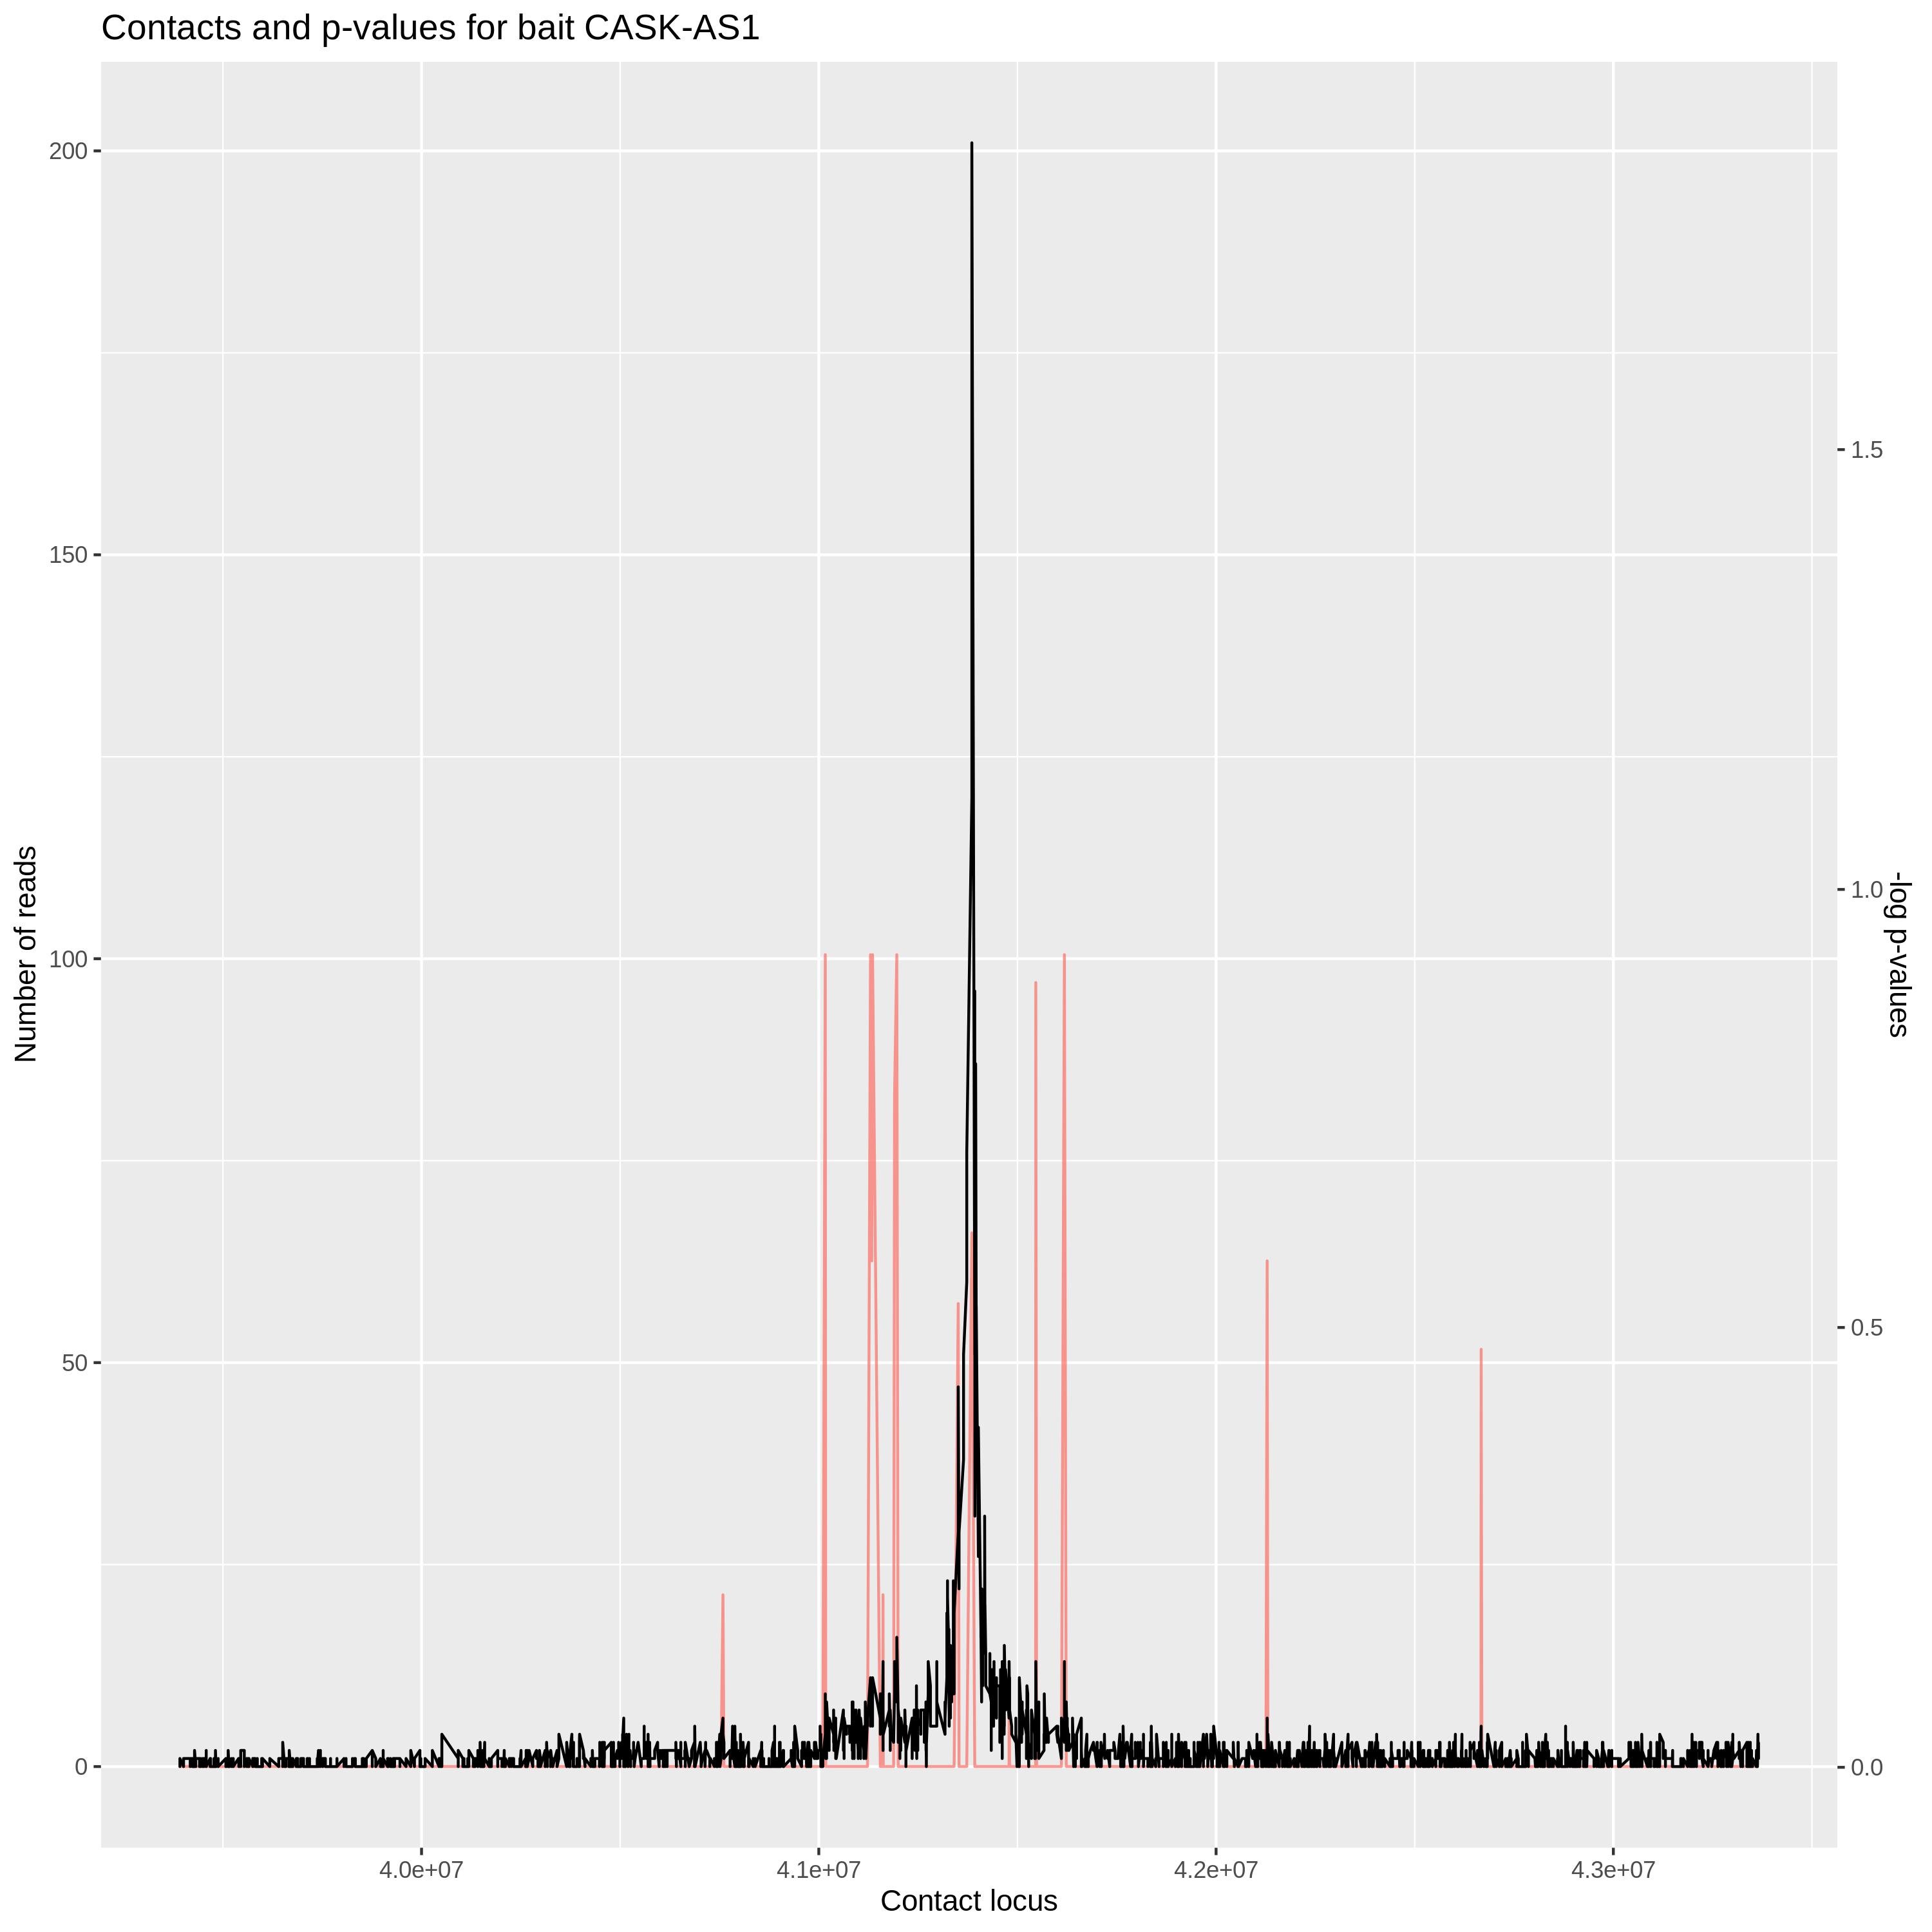 Contacts and p-values for bait CASK-AS1
200
150
100
50
0
Number of reads
1.5
1.0
0.5
0.0
-log p-values
4.0e+07
4.1e+07
4.2e+07
4.3e+07
Contact locus